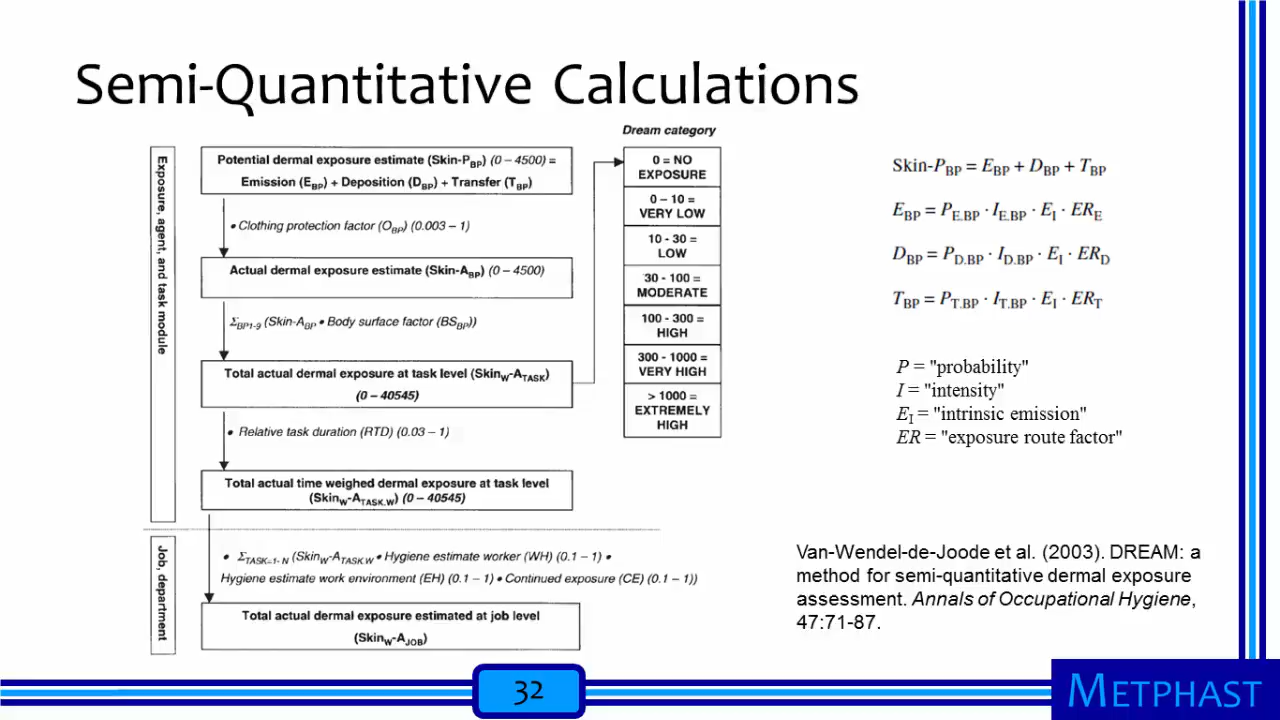 Semi-Quantitative Calculations
Exposure, agent, and task module
Potential dermal exposure estimate (Skin-P_BP) (0 – 4500) =
Emission (E_BP) + Deposition (D_BP) + Transfer (T_BP)
• Clothing protection factor (O_BP) (0.003 – 1)
Actual dermal exposure estimate (Skin-A_BP) (0 – 4500)
Σ_BP1-9 (Skin-A_BP • Body surface factor (BS_BP))
Total actual dermal exposure at task level (Skin_W-A_TASK)
(0 – 40545)
• Relative task duration (RTD) (0.03 – 1)
Total actual time weighed dermal exposure at task level
(Skin_W-A_TASK.W) (0 – 40545)
Job, department
• Σ_TASK=1-N (Skin_W-A_TASK.W • Hygiene estimate worker (WH) (0.1 – 1) •
Hygiene estimate work environment (EH) (0.1 – 1) • Continued exposure (CE) (0.1 – 1))
Total actual dermal exposure estimated at job level
(Skin_W-A_JOB)
Dream category
0 = NO
EXPOSURE
0 – 10 =
VERY LOW
10 - 30 =
LOW
30 - 100 =
MODERATE
100 - 300 =
HIGH
300 - 1000 =
VERY HIGH
> 1000 =
EXTREMELY
HIGH
Skin-P_BP = E_BP + D_BP + T_BP
E_BP = P_E.BP · I_E.BP · E_I · ER_E
D_BP = P_D.BP · I_D.BP · E_I · ER_D
T_BP = P_T.BP · I_T.BP · E_I · ER_T
P = "probability"
I = "intensity"
E_I = "intrinsic emission"
ER = "exposure route factor"
Van-Wendel-de-Joode et al. (2003). DREAM: a
method for semi-quantitative dermal exposure
assessment. Annals of Occupational Hygiene,
47:71-87.
32
METPHAST